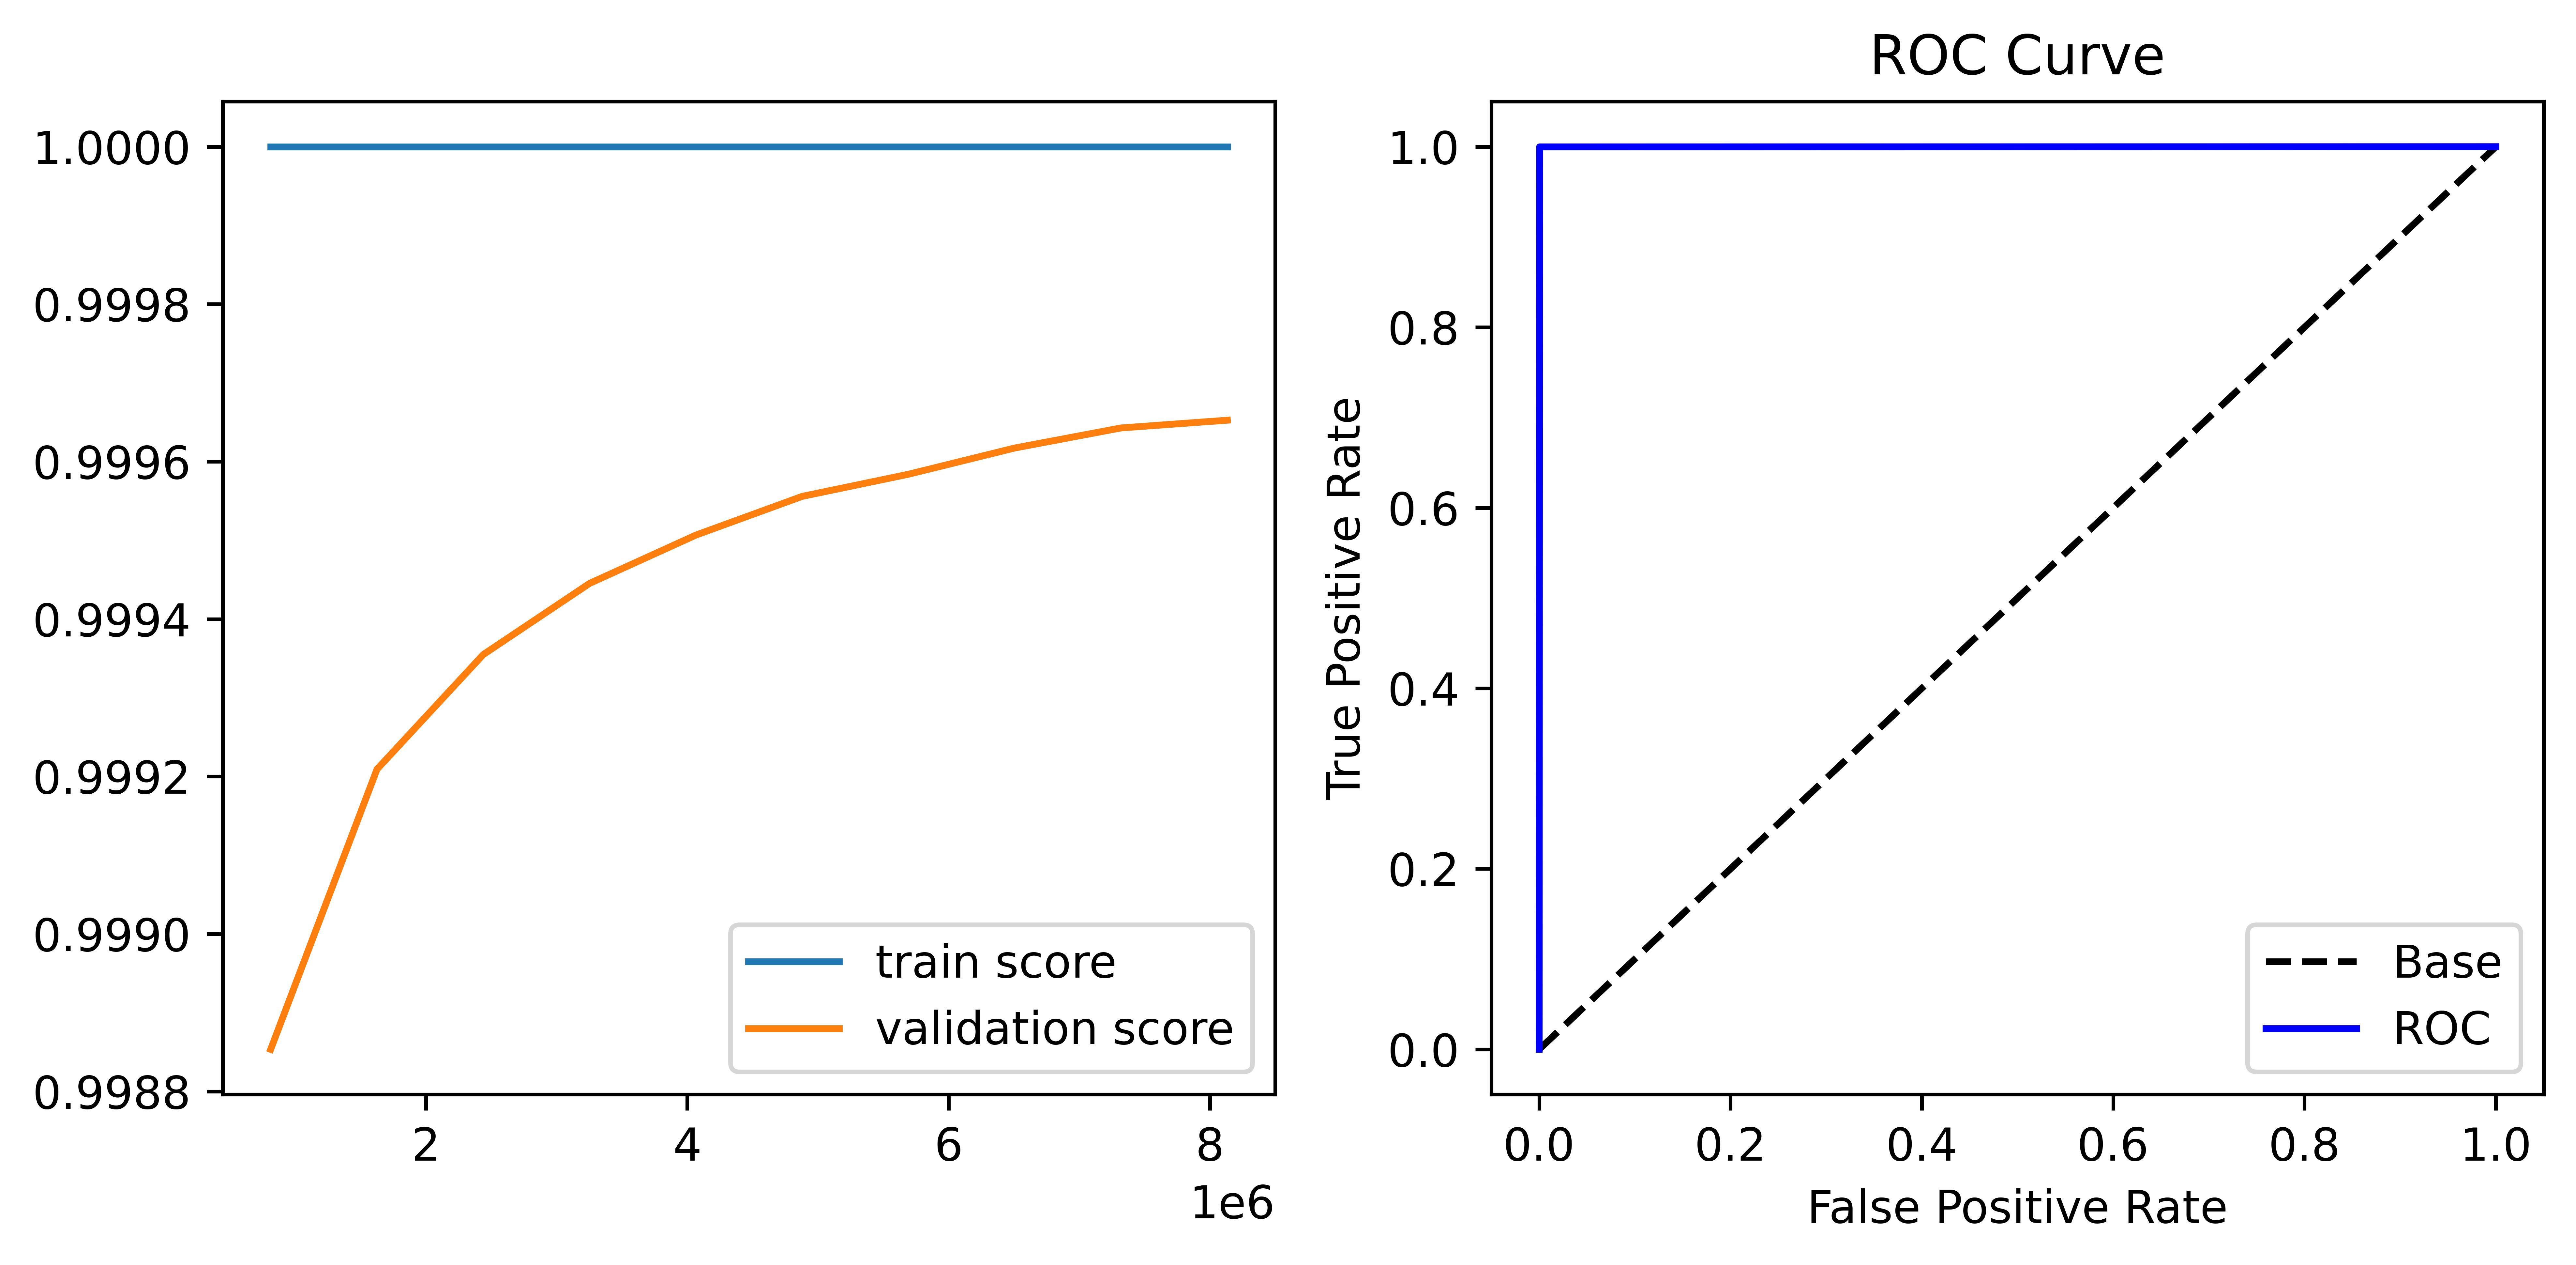 1.0000
0.9998
0.9996
0.9994
0.9992
0.9990
0.9988
2 4 6 8
1e6
train score
validation score
ROC Curve
True Positive Rate
1.0
0.8
0.6
0.4
0.2
0.0
0.0 0.2 0.4 0.6 0.8 1.0
False Positive Rate
Base
ROC